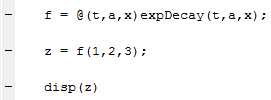 f = @(t,a,x)expDecay(t,a,x);
z = f(1,2,3);
disp(z)